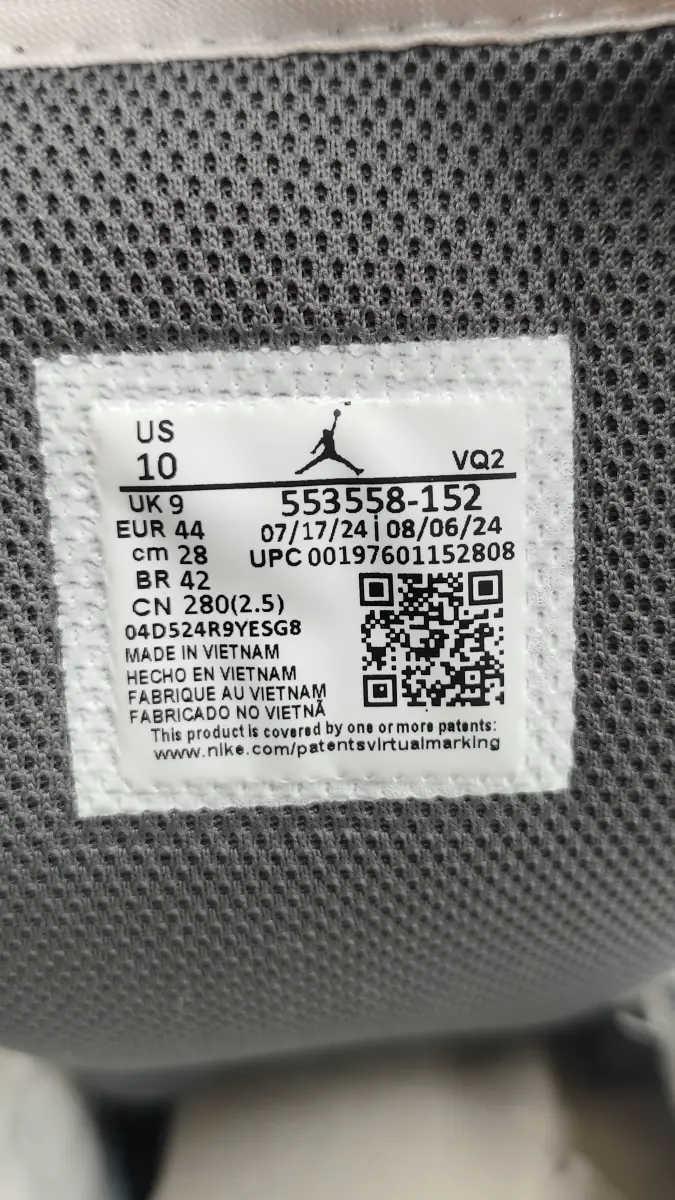 US
10
VQ2
UK 9
553558-152
EUR 44
07/17/24 | 08/06/24
cm 28
UPC 00197601152808
BR 42
CN 280(2.5)
04D524R9YESG8
MADE IN VIETNAM
HECHO EN VIETNAM
FABRIQUE AU VIETNAM
FABRICADO NO VIETNÃ
This product is covered by one or more patents:
www.nike.com/patentsvirtualmarking